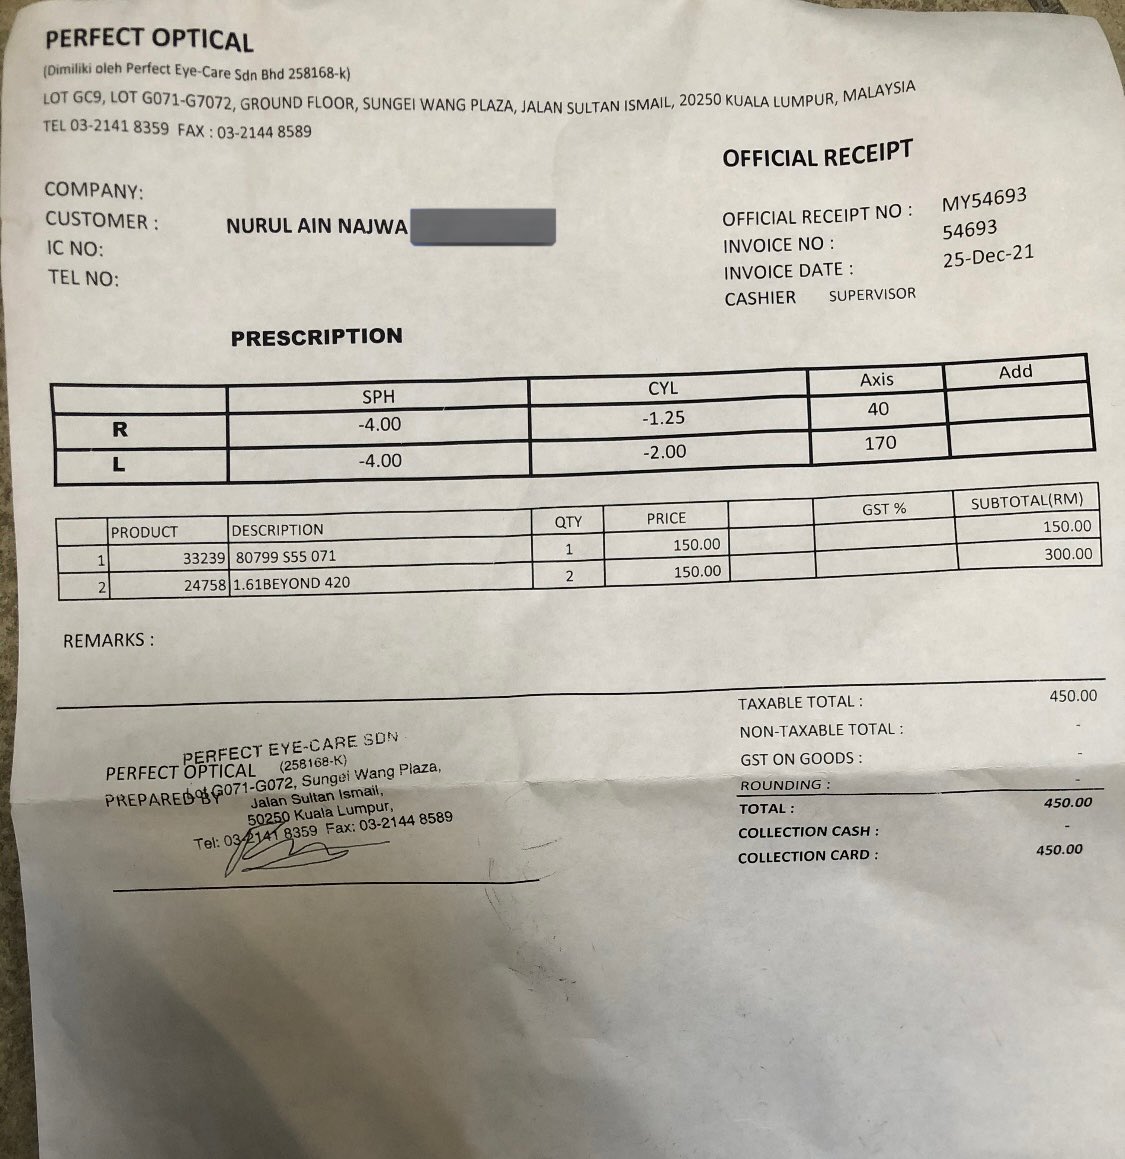 PERFECT OPTICAL
(Dimiliki oleh Perfect Eye-Care Sdn Bhd 258168-k)
LOT GC9, LOT G071-G7072, GROUND FLOOR, SUNGEI WANG PLAZA, JALAN SULTAN ISMAIL, 20250 KUALA LUMPUR, MALAYSIA
TEL 03-2141 8359 FAX : 03-2144 8589
OFFICIAL RECEIPT
COMPANY:
CUSTOMER : NURUL AIN NAJWA
IC NO:
TEL NO:
OFFICIAL RECEIPT NO : MY54693
INVOICE NO : 54693
INVOICE DATE : 25-Dec-21
CASHIER SUPERVISOR
PRESCRIPTION
SPH CYL Axis Add
R -4.00 -1.25 40
L -4.00 -2.00 170
PRODUCT DESCRIPTION QTY PRICE GST % SUBTOTAL(RM)
1 33239 80799 S55 071 1 150.00 150.00
2 24758 1.61BEYOND 420 2 150.00 300.00
REMARKS :
TAXABLE TOTAL : 450.00
NON-TAXABLE TOTAL : -
GST ON GOODS : -
ROUNDING : -
TOTAL : 450.00
COLLECTION CASH : -
COLLECTION CARD : 450.00
PERFECT OPTICAL
PREPARED BY
PERFECT EYE-CARE SDN
(258168-K)
Lot G071-G072, Sungei Wang Plaza,
Jalan Sultan Ismail,
50250 Kuala Lumpur,
Tel: 03-2141 8359 Fax: 03-2144 8589